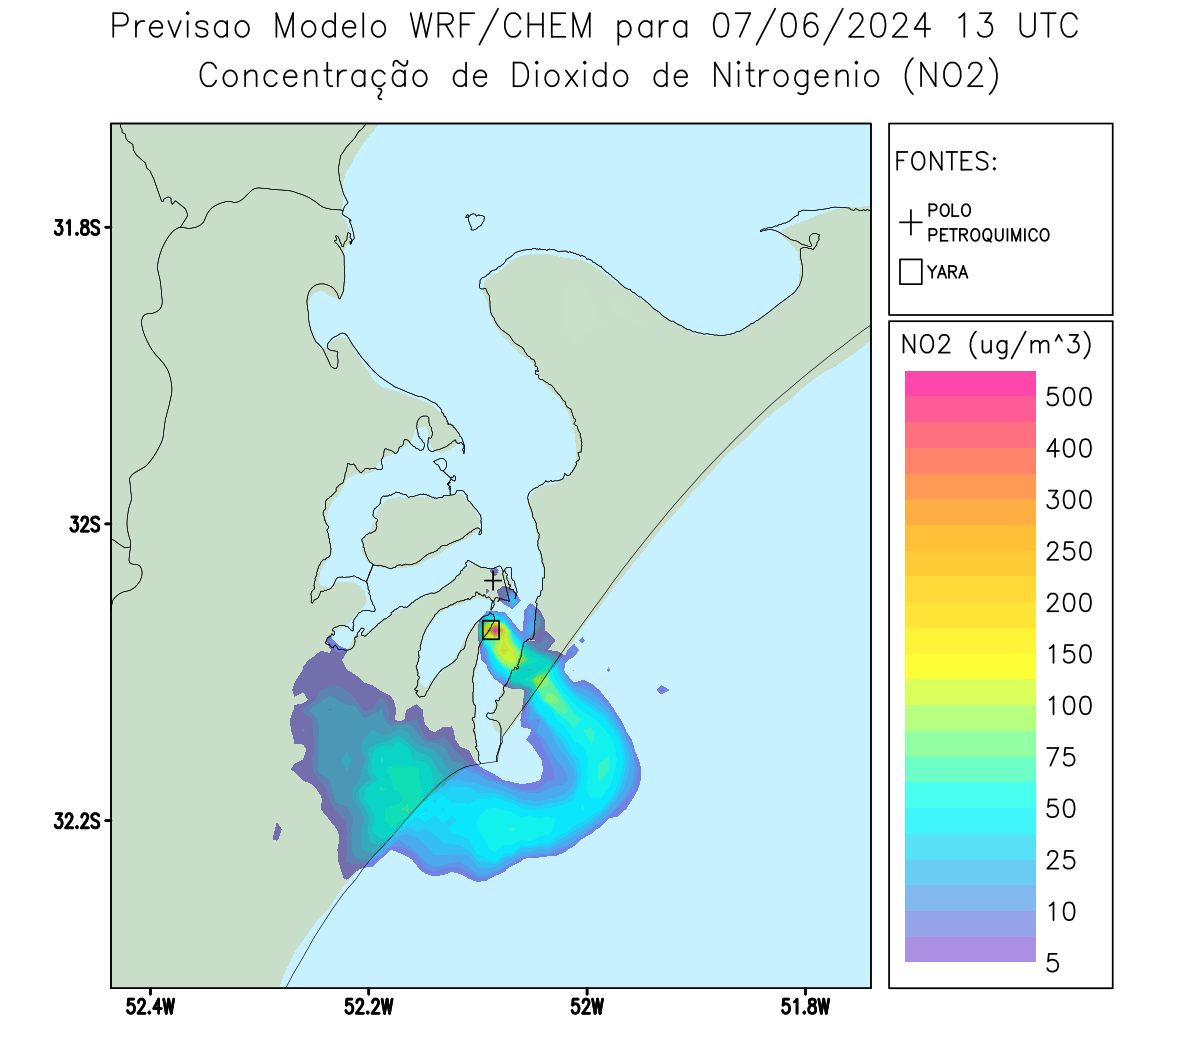 Previsao Modelo WRF/CHEM para 07/06/2024 13 UTC
Concentração de Dioxido de Nitrogenio (NO2)
FONTES:
POLO
PETROQUIMICO
YARA
NO2 (ug/m^3)
500
400
300
250
200
150
100
75
50
25
10
5
31.8S
32S
32.2S
52.4W
52.2W
52W
51.8W